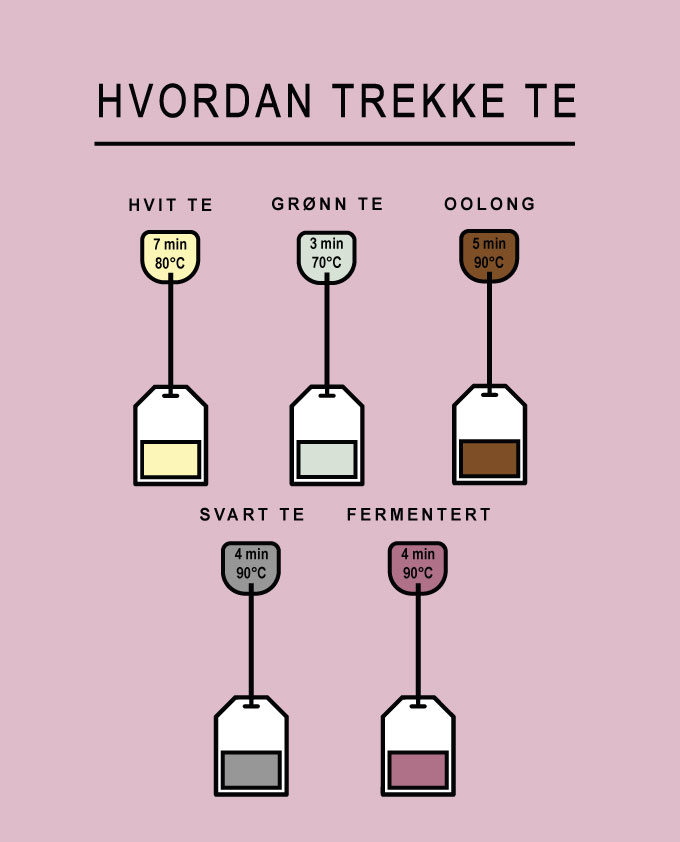 HVORDAN TREKKE TE
HVIT TE
GRØNN TE
OOLONG
7 min
80°C
3 min
70°C
5 min
90°C
SVART TE
FERMENTERT
4 min
90°C
4 min
90°C